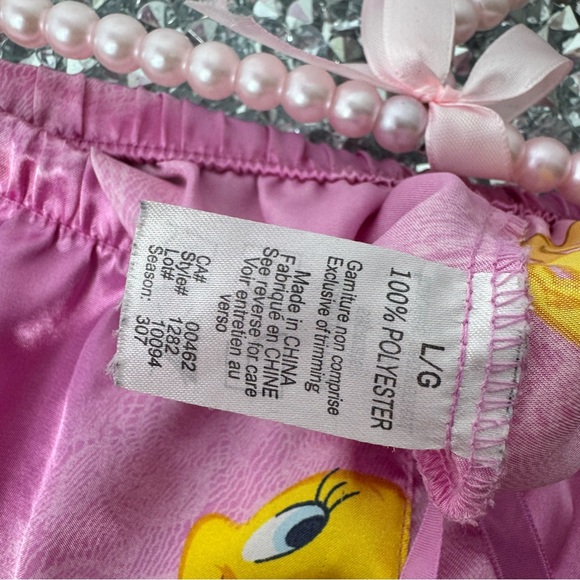 L/G
100% POLYESTER
Garniture non comprise
Exclusive of trimming
Made in CHINA
Fabriqué en CHINE
See reverse for care
Voir entretien au
verso
CA# 00462
Style# 1282
Lot# 10094
Season: 307